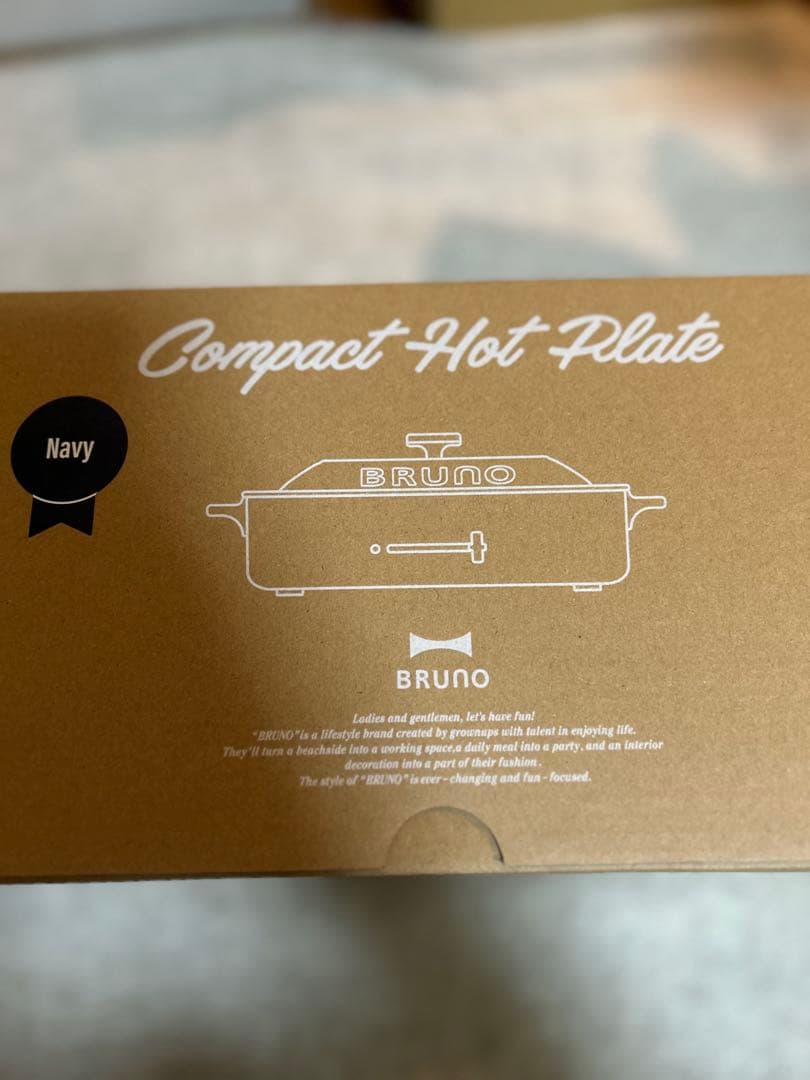 Compact Hot Plate
Navy
BRUNO
BRUNO
Ladies and gentlemen, let's have fun!
"BRUNO"is a lifestyle brand created by grownups with talent in enjoying life.
They'll turn a beachside into a working space,a daily meal into a party, and an interior
decoration into a part of their fashion.
The style of "BRUNO" is ever-changing and fun-focused.